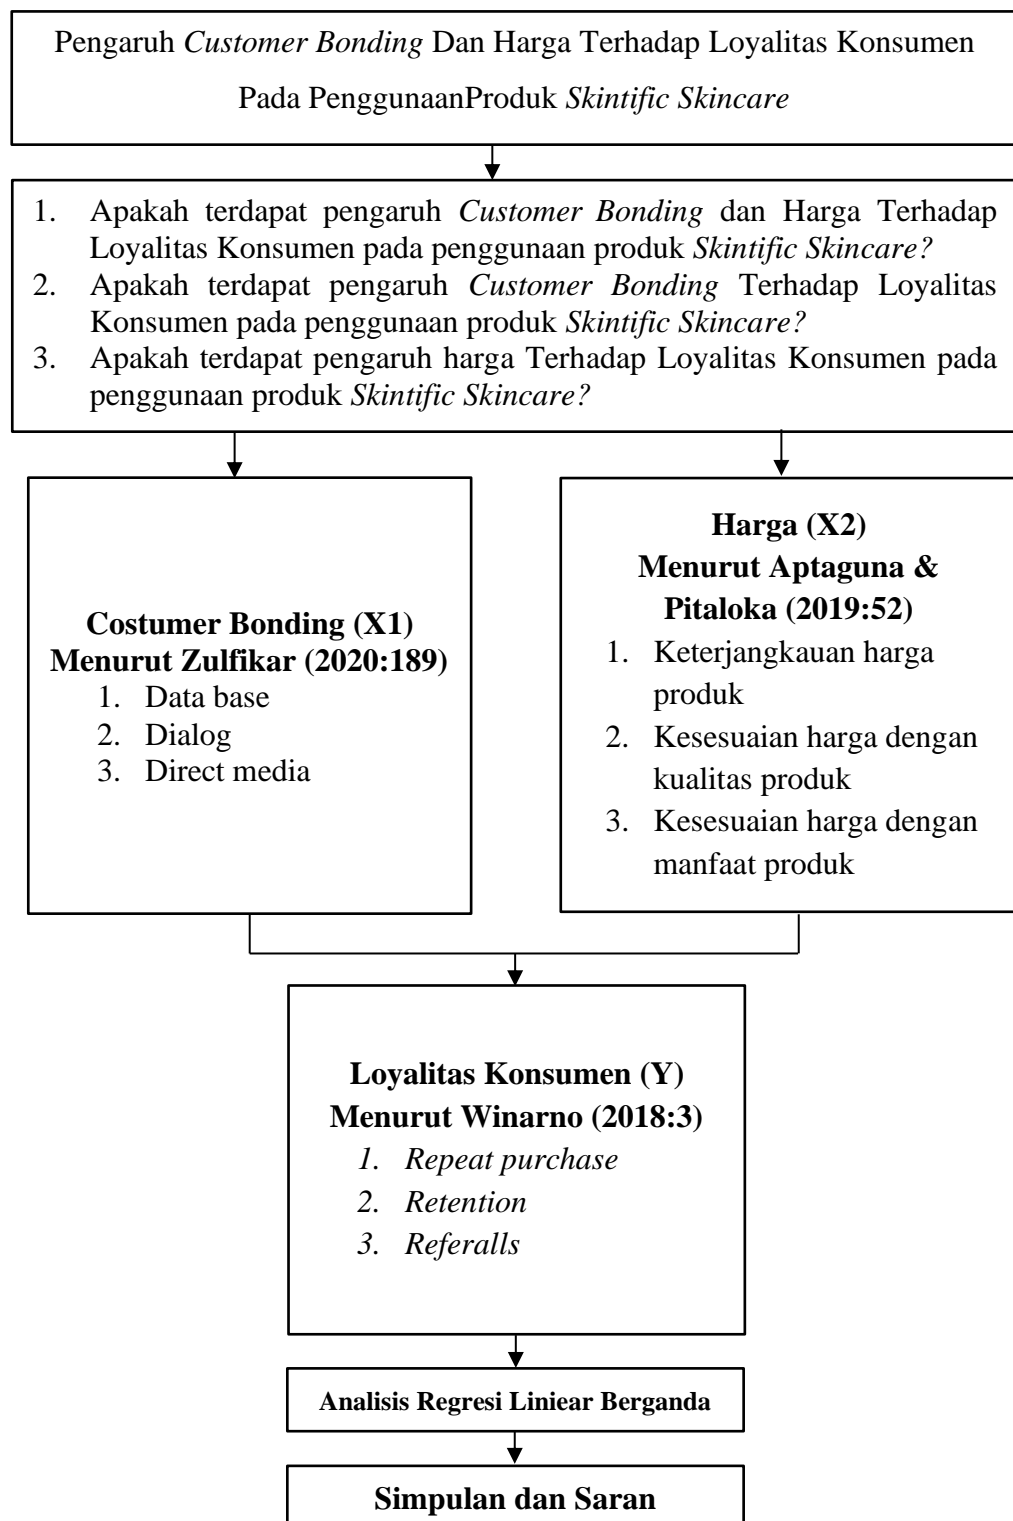 Pengaruh Customer Bonding Dan Harga Terhadap Loyalitas Konsumen
Pada PenggunaanProduk Skintific Skincare
1. Apakah terdapat pengaruh Customer Bonding dan Harga Terhadap
Loyalitas Konsumen pada penggunaan produk Skintific Skincare?
2. Apakah terdapat pengaruh Customer Bonding Terhadap Loyalitas
Konsumen pada penggunaan produk Skintific Skincare?
3. Apakah terdapat pengaruh harga Terhadap Loyalitas Konsumen pada
penggunaan produk Skintific Skincare?
Costumer Bonding (X1)
Menurut Zulfikar (2020:189)
1. Data base
2. Dialog
3. Direct media
Harga (X2)
Menurut Aptaguna &
Pitaloka (2019:52)
1. Keterjangkauan harga
produk
2. Kesesuaian harga dengan
kualitas produk
3. Kesesuaian harga dengan
manfaat produk
Loyalitas Konsumen (Y)
Menurut Winarno (2018:3)
1. Repeat purchase
2. Retention
3. Referalls
Analisis Regresi Liniear Berganda
Simpulan dan Saran